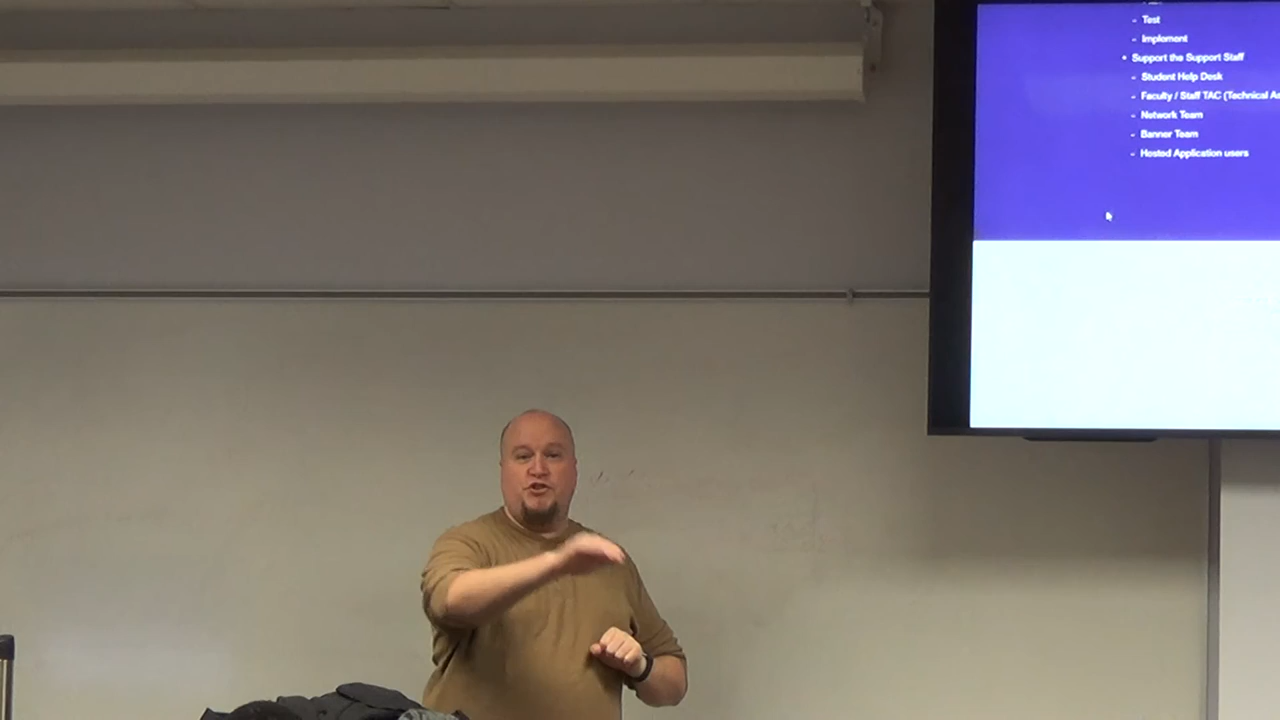 - Test
- Implement
• Support the Support Staff
- Student Help Desk
- Faculty / Staff TAC (Technical As
- Network Team
- Banner Team
- Hosted Application users